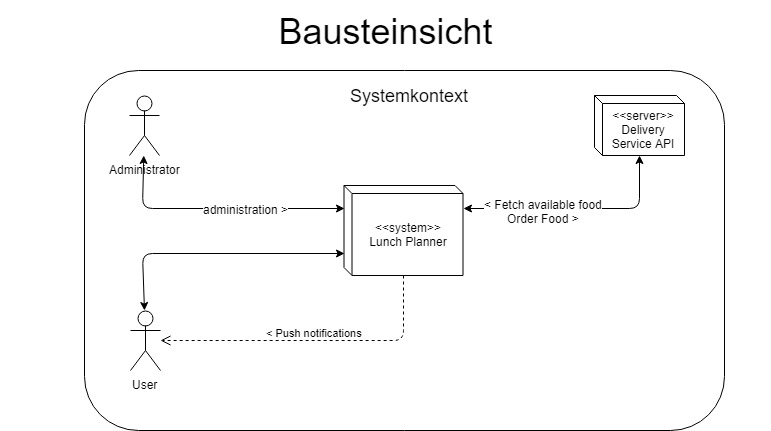 Bausteinsicht
Systemkontext
<<server>>
Delivery
Service API
Administrator
administration >
< Fetch available food
Order Food >
<<system>>
Lunch Planner
< Push notifications
User